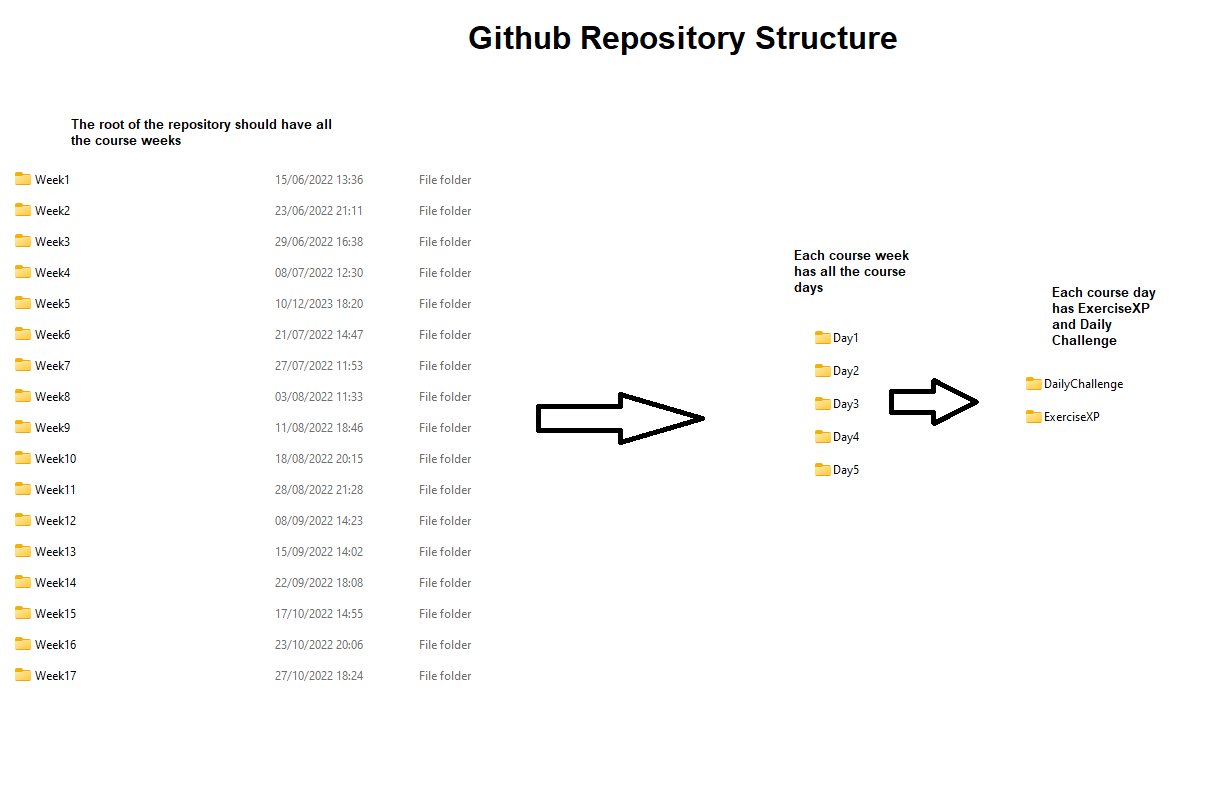 Github Repository Structure
The root of the repository should have all
the course weeks
Week1 15/06/2022 13:36 File folder
Week2 23/06/2022 21:11 File folder
Week3 29/06/2022 16:38 File folder
Week4 08/07/2022 12:30 File folder
Week5 10/12/2023 18:20 File folder
Week6 21/07/2022 14:47 File folder
Week7 27/07/2022 11:53 File folder
Week8 03/08/2022 11:33 File folder
Week9 11/08/2022 18:46 File folder
Week10 18/08/2022 20:15 File folder
Week11 28/08/2022 21:28 File folder
Week12 08/09/2022 14:23 File folder
Week13 15/09/2022 14:02 File folder
Week14 22/09/2022 18:08 File folder
Week15 17/10/2022 14:55 File folder
Week16 23/10/2022 20:06 File folder
Week17 27/10/2022 18:24 File folder
Each course week
has all the course
days
Day1
Day2
Day3
Day4
Day5
Each course day
has ExerciseXP
and Daily
Challenge
DailyChallenge
ExerciseXP